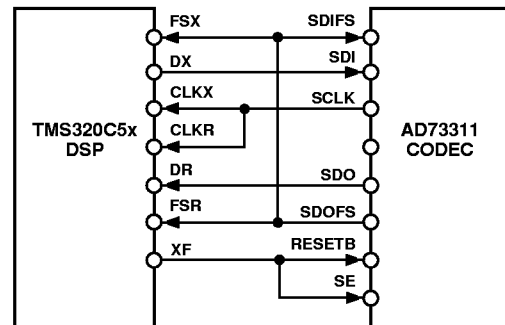 FSX SDIFS
DX SDI
CLKX SCLK
TMS320C5x
DSP
CLKR
AD73311
CODEC
DR SDO
FSR SDOFS
XF RESETB
SE